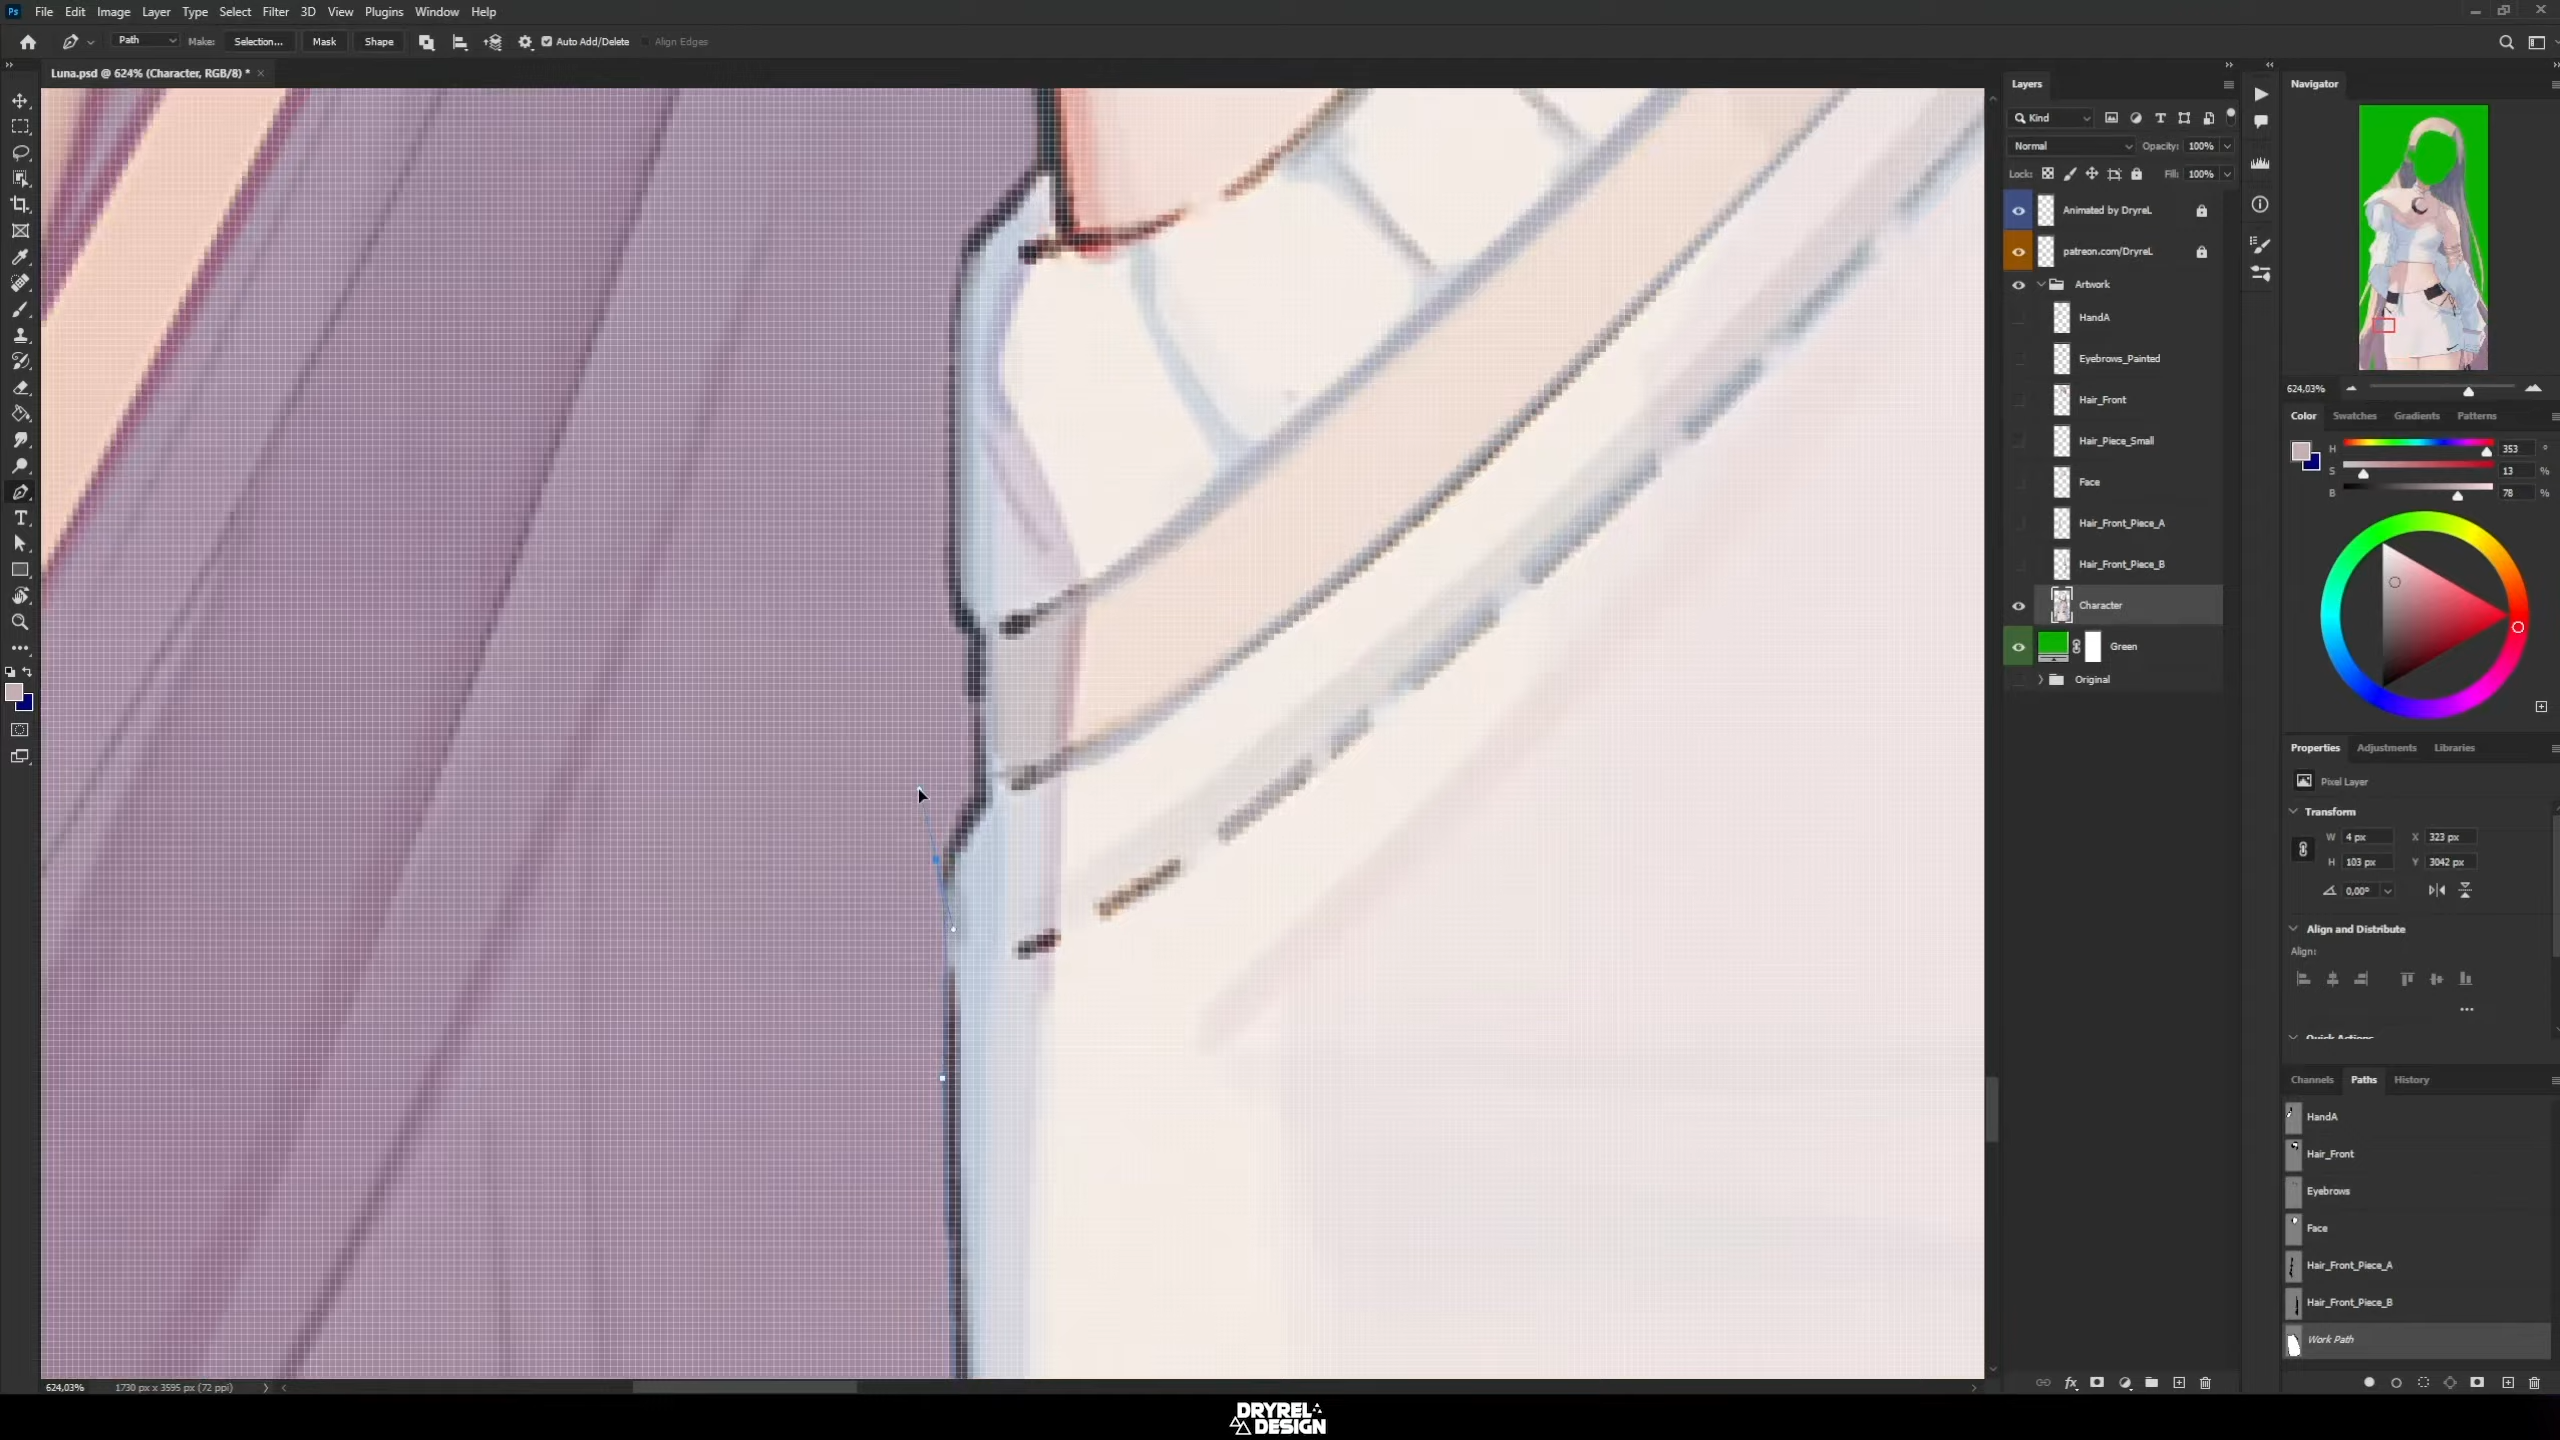 Ps File Edit Image Layer Type Select Filter 3D View Plugins Window Help
Path Make: Selection... Mask Shape Auto Add/Delete Align Edges
Luna.psd @ 624% (Character, RGB/8) *
Layers
Kind
Normal Opacity: 100%
Lock: Fill: 100%
Animated by DryreL
patreon.com/DryreL
Artwork
HandA
Eyebrows_Painted
Hair_Front
Hair_Piece_Small
Face
Hair_Front_Piece_A
Hair_Front_Piece_B
Character
Green
Original
Navigator
624,03%
Color Swatches Gradients Patterns
H 353 °
S 13 %
B 78 %
Properties Adjustments Libraries
Pixel Layer
Transform
W 4 px X 323 px
H 103 px Y 3042 px
0,00°
Align and Distribute
Align:
Quick Actions
Channels Paths History
HandA
Hair_Front
Eyebrows
Face
Hair_Front_Piece_A
Hair_Front_Piece_B
Work Path
624,03% 1730 px x 3595 px (72 ppi)
DRYREL
DESIGN